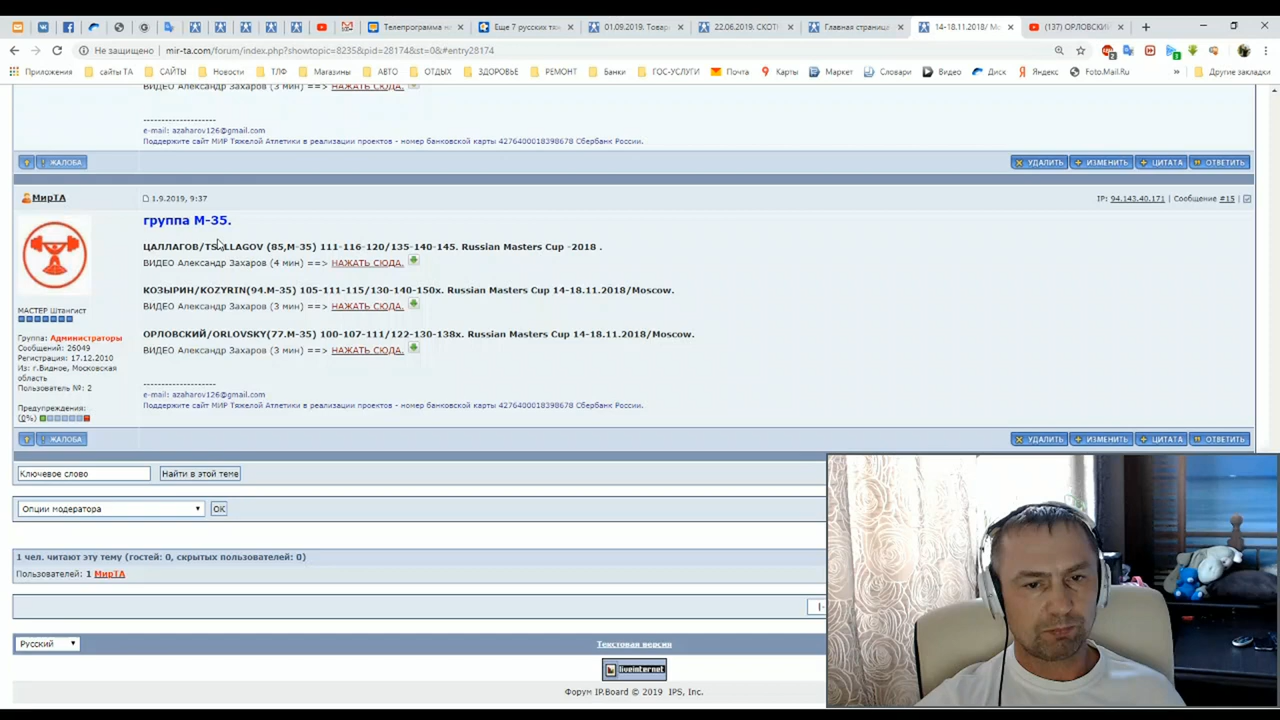 Телепрограмма на
Еще 7 русских тя
01.09.2019. Товар
22.06.2019. СКОТН
Главная страница
14-18.11.2018/ Мо
(137) ОРЛОВСКИЙ
Не защищено | mir-ta.com/forum/index.php?showtopic=8235&pid=28174&st=0&#entry28174
Приложения сайты ТА САЙТЫ Новости ТЛФ Магазины АВТО ОТДЫХ ЗДОРОВЬЕ РЕМОНТ Банки ГОС-УСЛУГИ Почта Карты Маркет Словари Видео Диск Яндекс Foto.Mail.Ru » Другие закладки
ВИДЕО Александр Захаров (3 мин) ==> НАЖАТЬ СЮДА.
--------------------
e-mail: azaharov126@gmail.com
Поддержите сайт МИР Тяжелой Атлетики в реализации проектов - номер банковской карты 4276400018398678 Сбербанк России.
! ЖАЛОБА
УДАЛИТЬ ИЗМЕНИТЬ ЦИТАТА ОТВЕТИТЬ
МирТА
1.9.2019, 9:37
IP: 94.143.40.171 | Сообщение #15 |
группа М-35.
ЦАЛЛАГОВ/TSALLAGOV (85,M-35) 111-116-120/135-140-145. Russian Masters Cup -2018 .
ВИДЕО Александр Захаров (4 мин) ==> НАЖАТЬ СЮДА.
КОЗЫРИН/KOZYRIN(94.M-35) 105-111-115/130-140-150x. Russian Masters Cup 14-18.11.2018/Moscow.
ВИДЕО Александр Захаров (3 мин) ==> НАЖАТЬ СЮДА.
ОРЛОВСКИЙ/ORLOVSKY(77.M-35) 100-107-111/122-130-138x. Russian Masters Cup 14-18.11.2018/Moscow.
ВИДЕО Александр Захаров (3 мин) ==> НАЖАТЬ СЮДА.
МАСТЕР Штангист
Группа: Администраторы
Сообщений: 26049
Регистрация: 17.12.2010
Из: г.Видное, Московская
область
Пользователь №: 2
Предупреждения:
(0%)
--------------------
e-mail: azaharov126@gmail.com
Поддержите сайт МИР Тяжелой Атлетики в реализации проектов - номер банковской карты 4276400018398678 Сбербанк России.
! ЖАЛОБА
УДАЛИТЬ ИЗМЕНИТЬ ЦИТАТА ОТВЕТИТЬ
Ключевое слово
Найти в этой теме
Опции модератора
OK
1 чел. читают эту тему (гостей: 0, скрытых пользователей: 0)
Пользователей: 1 МирТА
Русский
Текстовая версия
liveinternet
Форум IP.Board © 2019 IPS, Inc.